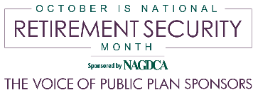 OCTOBER IS NATIONAL
RETIREMENT SECURITY
MONTH
Sponsored by NAGDCA
THE VOICE OF PUBLIC PLAN SPONSORS